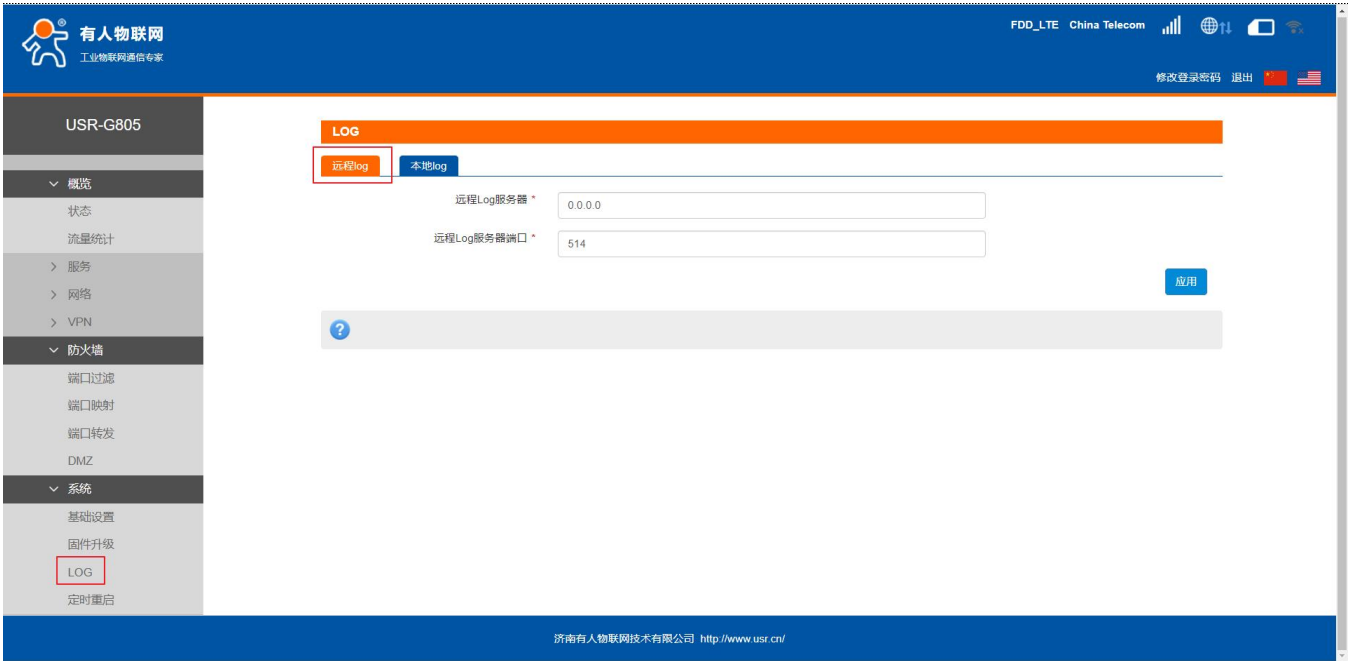 有人物联网
®
工业物联网通信专家
FDD_LTE China Telecom
修改登录密码 退出
USR-G805
概览
状态
流量统计
服务
网络
VPN
防火墙
端口过滤
端口映射
端口转发
DMZ
系统
基础设置
固件升级
LOG
定时重启
LOG
远程log
本地log
远程Log服务器 *
0.0.0.0
远程Log服务器端口 *
514
应用
?
济南有人物联网技术有限公司 http://www.usr.cn/